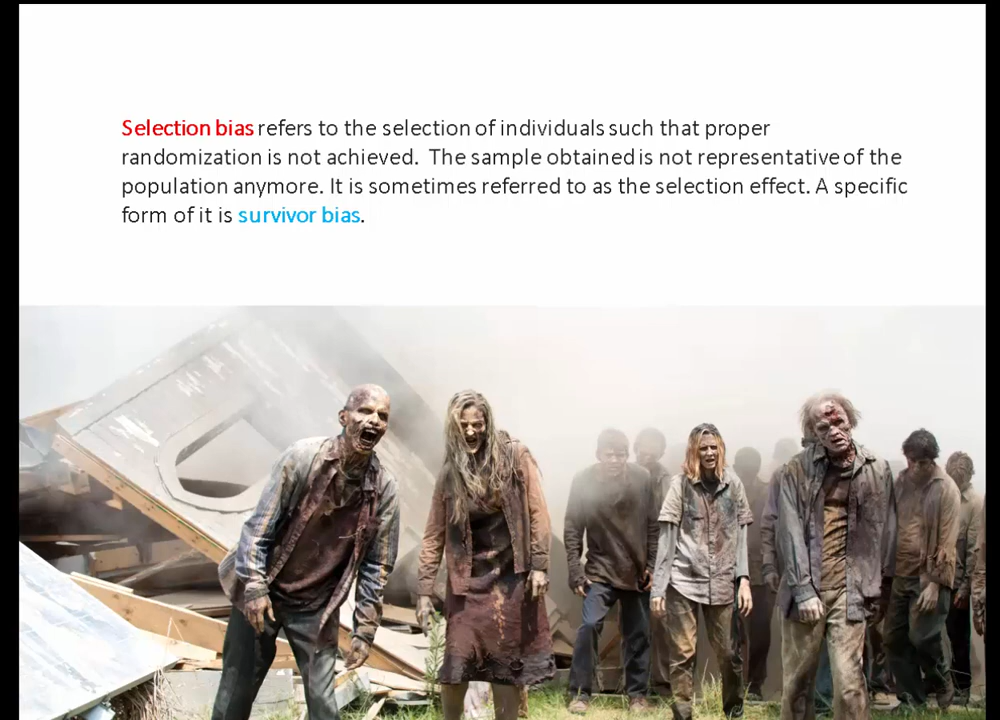 Selection bias refers to the selection of individuals such that proper
randomization is not achieved. The sample obtained is not representative of the
population anymore. It is sometimes referred to as the selection effect. A specific
form of it is survivor bias.